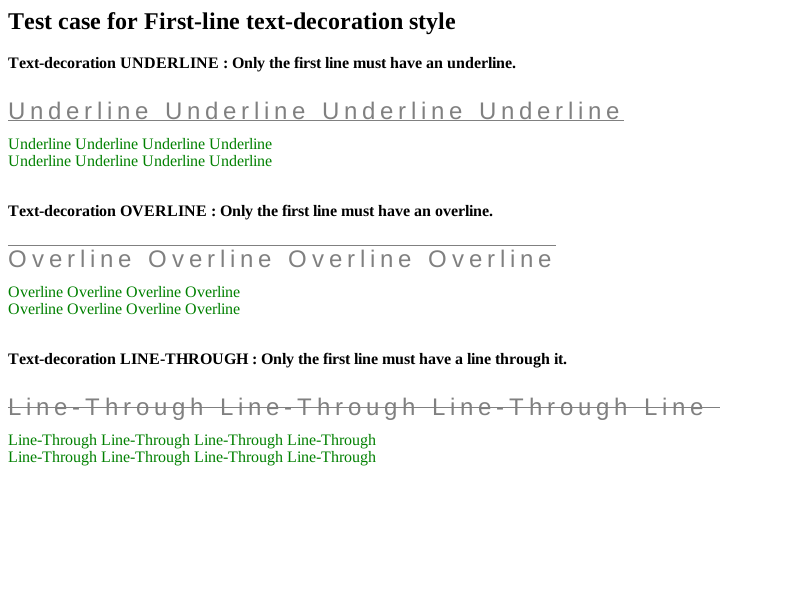 Test case for First-line text-decoration style
Text-decoration UNDERLINE : Only the first line must have an underline.
Underline Underline Underline Underline
Underline Underline Underline Underline
Underline Underline Underline Underline
Text-decoration OVERLINE : Only the first line must have an overline.
Overline Overline Overline Overline
Overline Overline Overline Overline
Overline Overline Overline Overline
Text-decoration LINE-THROUGH : Only the first line must have a line through it.
Line-Through Line-Through Line-Through Line
Line-Through Line-Through Line-Through Line-Through
Line-Through Line-Through Line-Through Line-Through